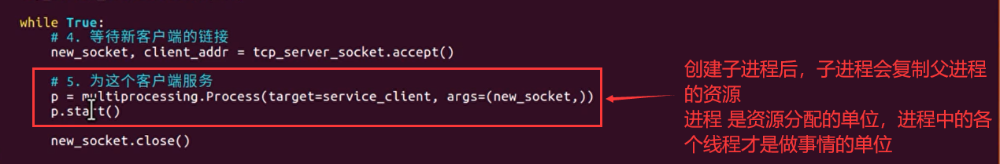 while True:
# 4. 等待新客户端的链接
new_socket, client_addr = tcp_server_socket.accept()
# 5. 为这个客户端服务
p = multiprocessing.Process(target=service_client, args=(new_socket,))
p.start()
new_socket.close()
创建子进程后，子进程会复制父进程
的资源
进程 是资源分配的单位，进程中的各
个线程才是做事情的单位